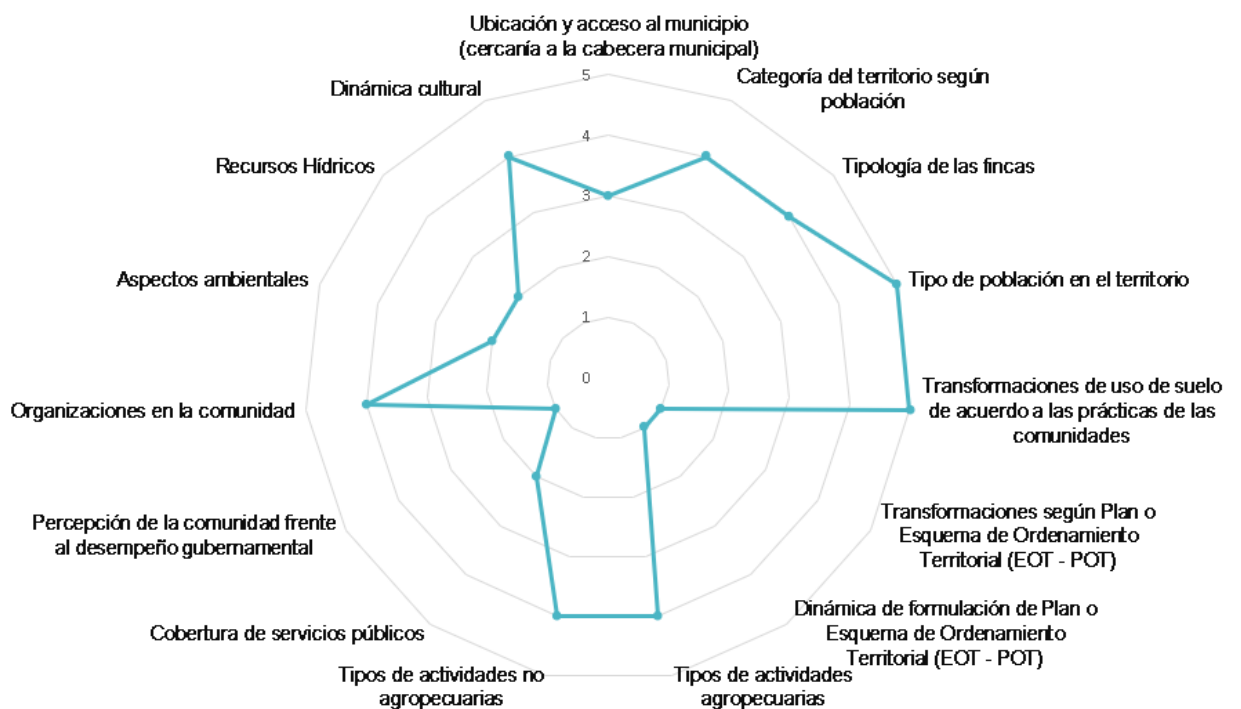 Ubicación y acceso al municipio
(cercanía a la cabecera municipal)
Categoría del territorio según
población
Tipología de las fincas
Tipo de población en el territorio
Transformaciones de uso de suelo
de acuerdo a las prácticas de las
comunidades
Transformaciones según Plan o
Esquema de Ordenamiento
Territorial (EOT - POT)
Dinámica de formulación de Plan o
Esquema de Ordenamiento
Territorial (EOT - POT)
Tipos de actividades
agropecuarias
Tipos de actividades no
agropecuarias
Cobertura de servicios públicos
Percepción de la comunidad frente
al desempeño gubernamental
Organizaciones en la comunidad
Aspectos ambientales
Recursos Hídricos
Dinámica cultural
5
4
3
2
1
0